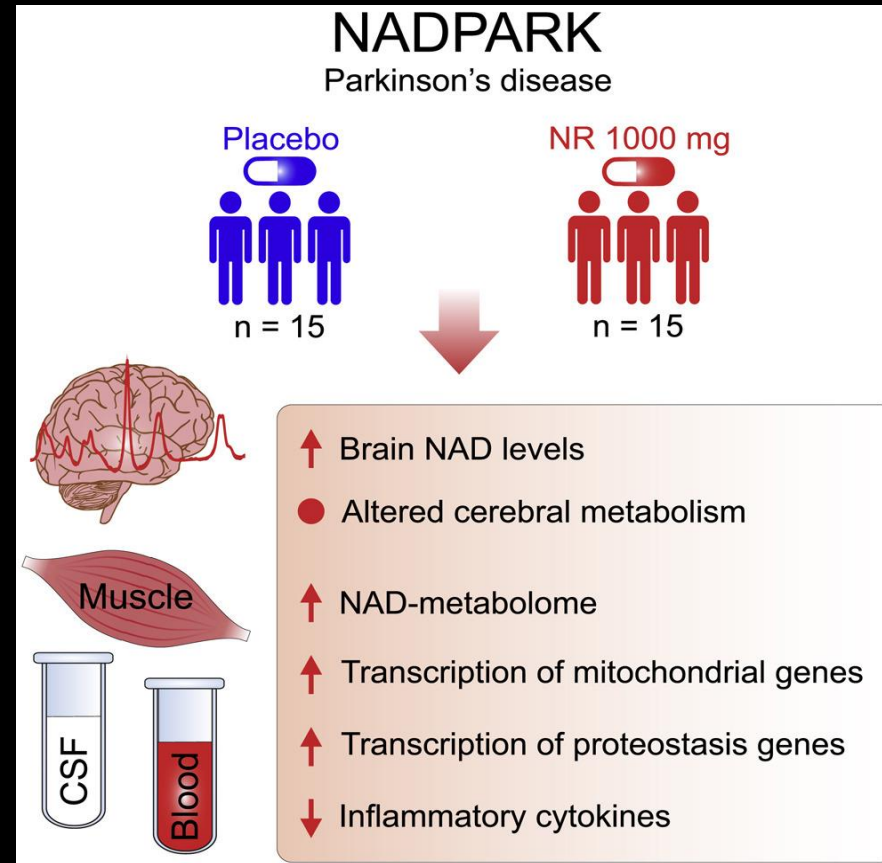 NADPARK
Parkinson's disease
Placebo
NR 1000 mg
n = 15
n = 15
Brain NAD levels
Altered cerebral metabolism
Muscle
NAD-metabolome
Transcription of mitochondrial genes
Transcription of proteostasis genes
Inflammatory cytokines
CSF
Blood